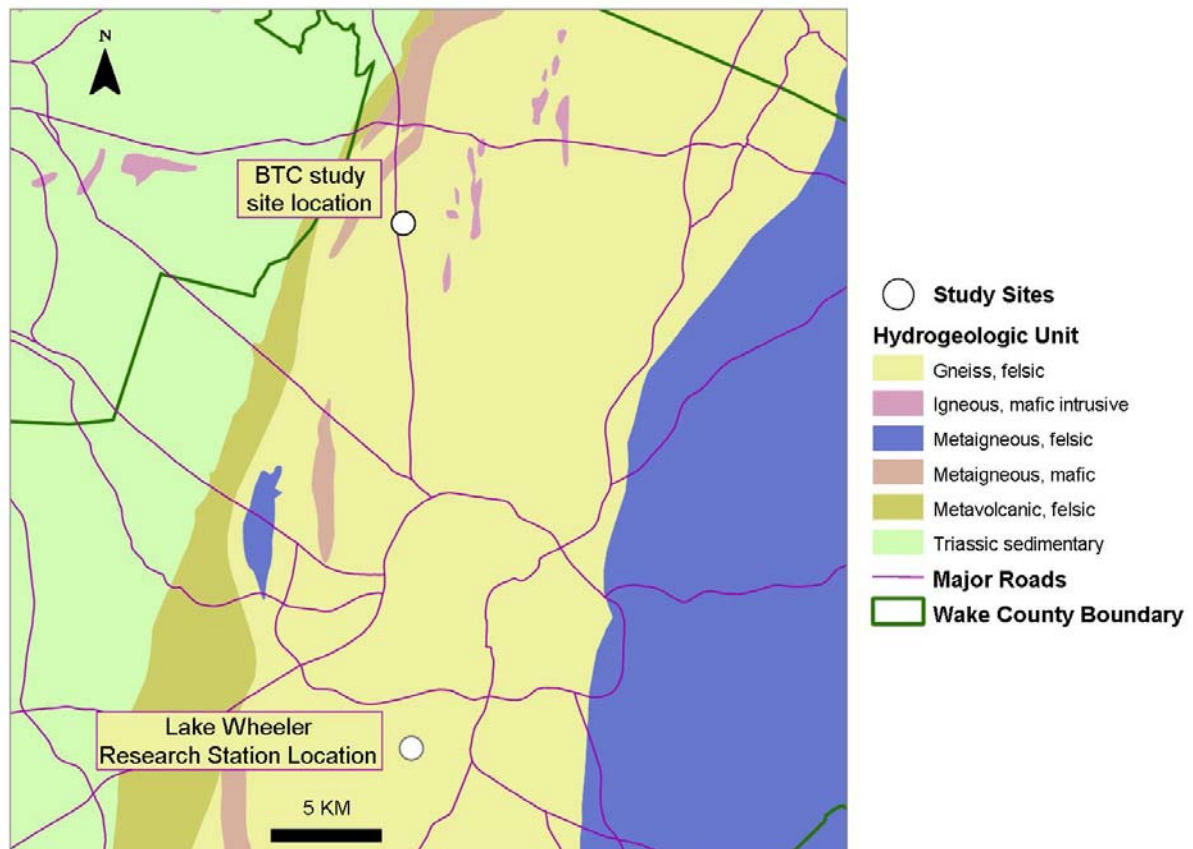 N
BTC study
site location
Lake Wheeler
Research Station Location
5 KM
Study Sites
Hydrogeologic Unit
Gneiss, felsic
Igneous, mafic intrusive
Metaigneous, felsic
Metaigneous, mafic
Metavolcanic, felsic
Triassic sedimentary
Major Roads
Wake County Boundary